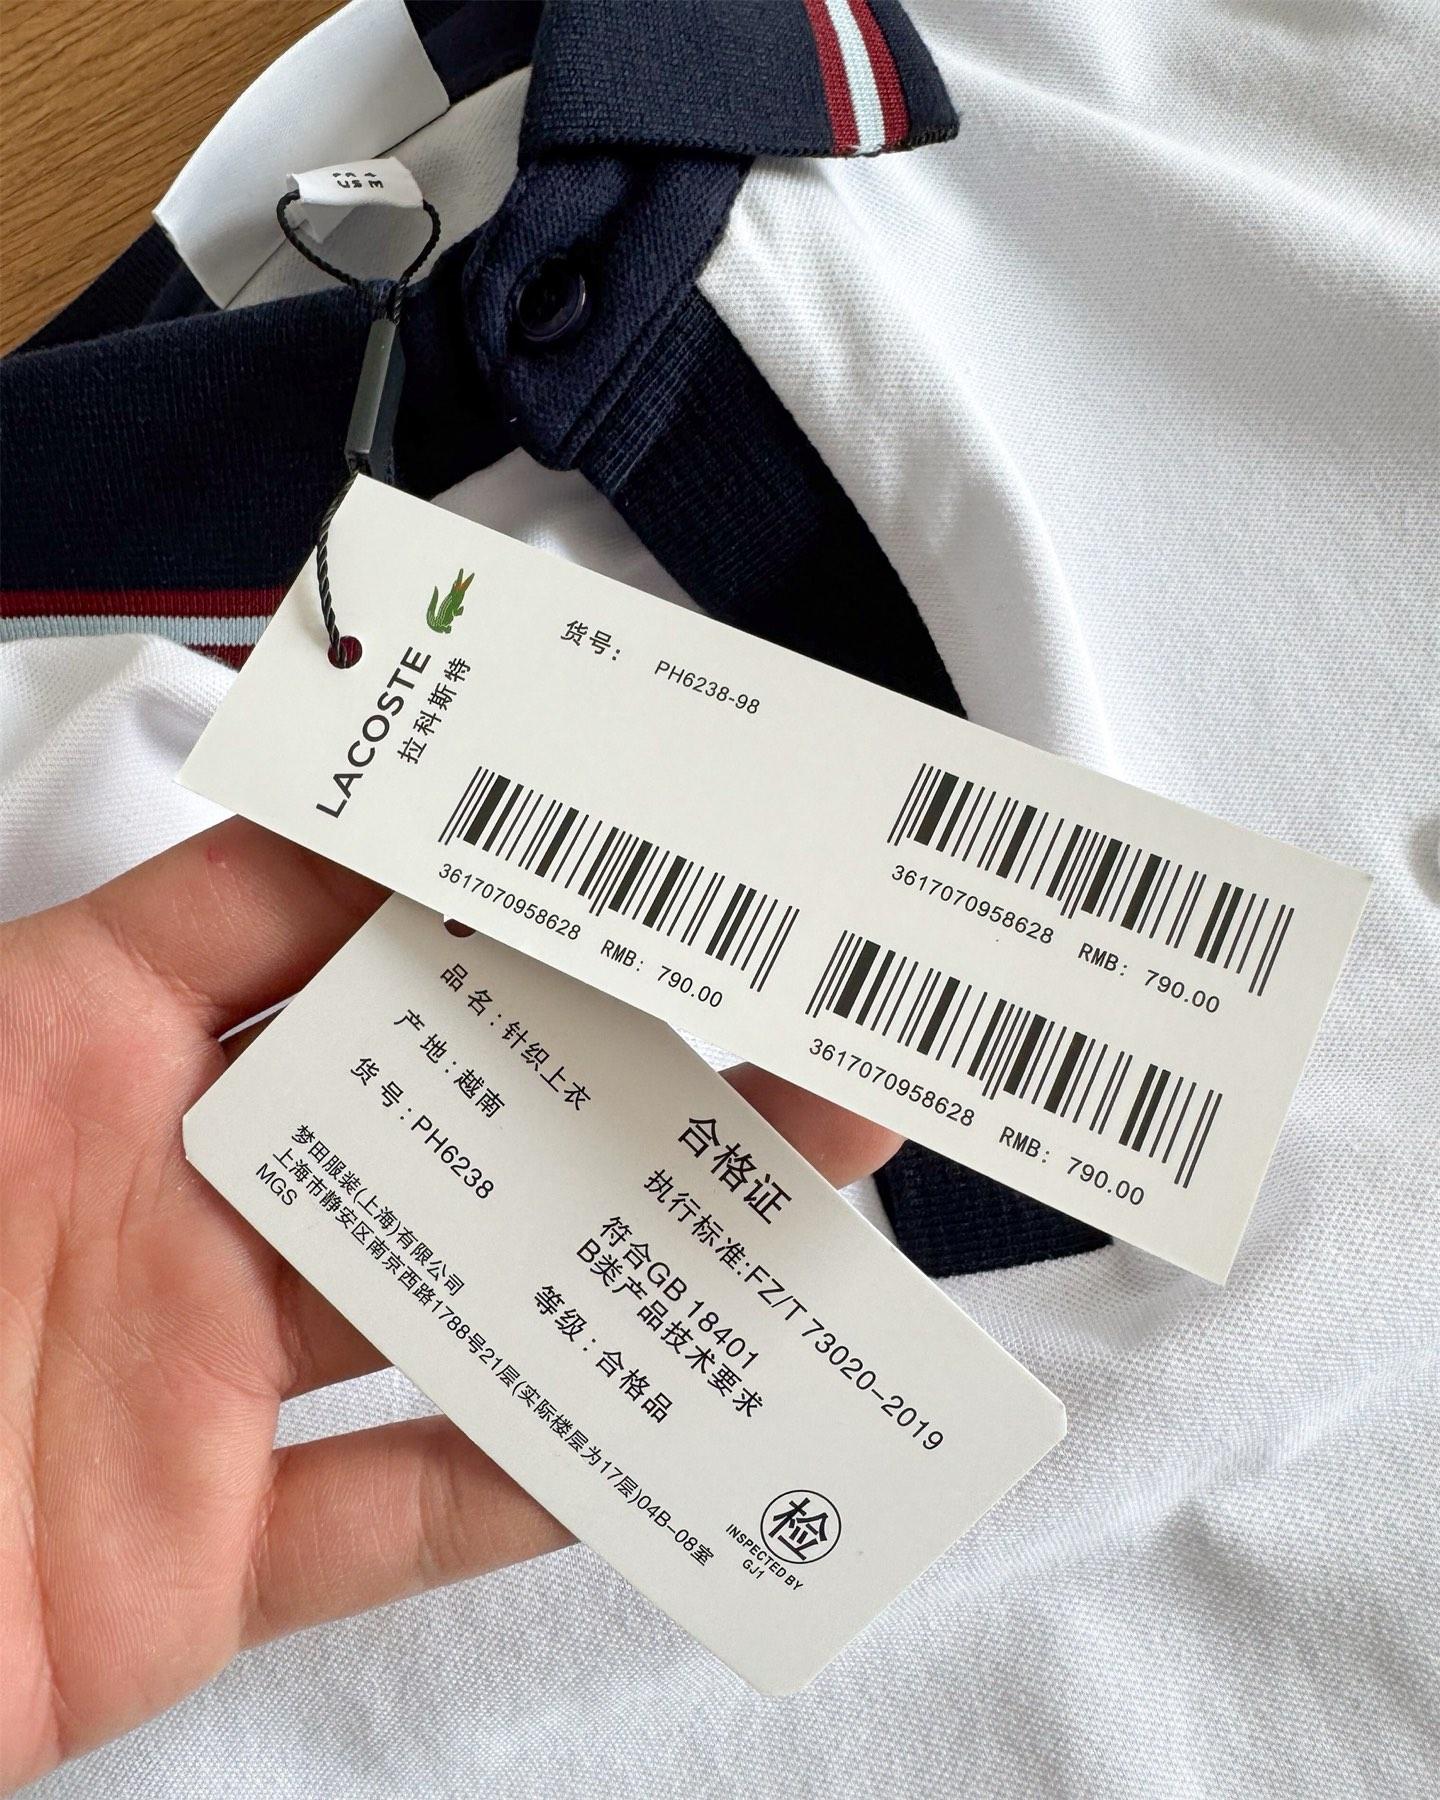 LACOSTE
拉科斯特
货号: PH6238-98
3617070958628 RMB: 790.00
3617070958628 RMB: 790.00
3617070958628 RMB: 790.00
品 名:针织上衣
产 地:越南
货 号:PH6238
梦田服装(上海)有限公司
上海市静安区南京西路1788号21层(实际楼层为17层)04B-08室
MGS
合格证
执行标准:FZ/T 73020-2019
符合GB 18401
B类产品技术要求
等级:合格品
检
INSPECTED BY
GJ1